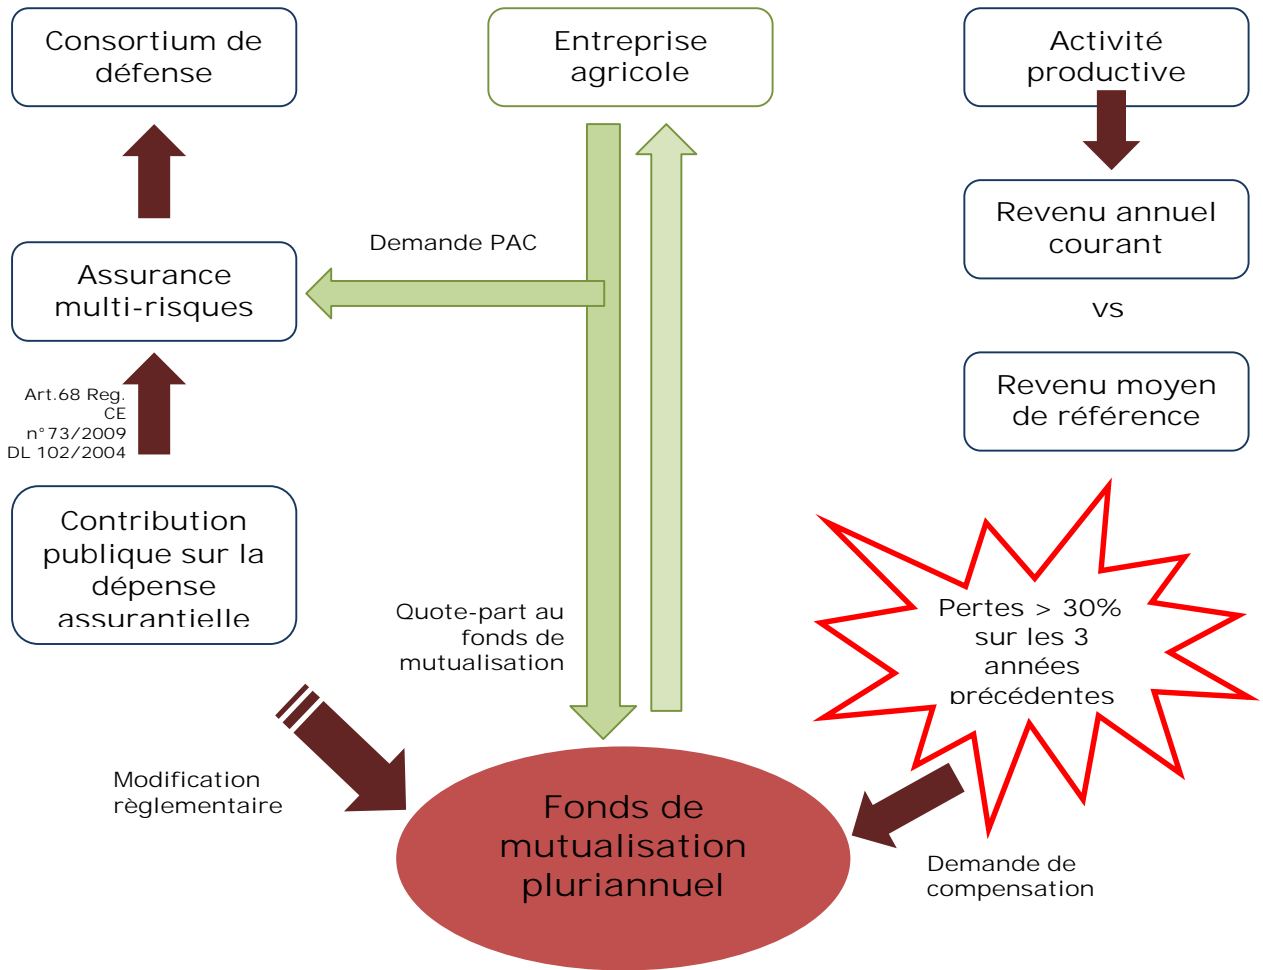 Consortium de
défense
Entreprise
agricole
Activité
productive
Demande PAC
Assurance
multi-risques
Revenu annuel
courant
vs
Revenu moyen
de référence
Art.68 Reg.
CE
n°73/2009
DL 102/2004
Contribution
publique sur la
dépense
assurantielle
Quote-part au
fonds de
mutualisation
Pertes > 30%
sur les 3
années
précédentes
Modification
règlementaire
Fonds de
mutualisation
pluriannuel
Demande de
compensation